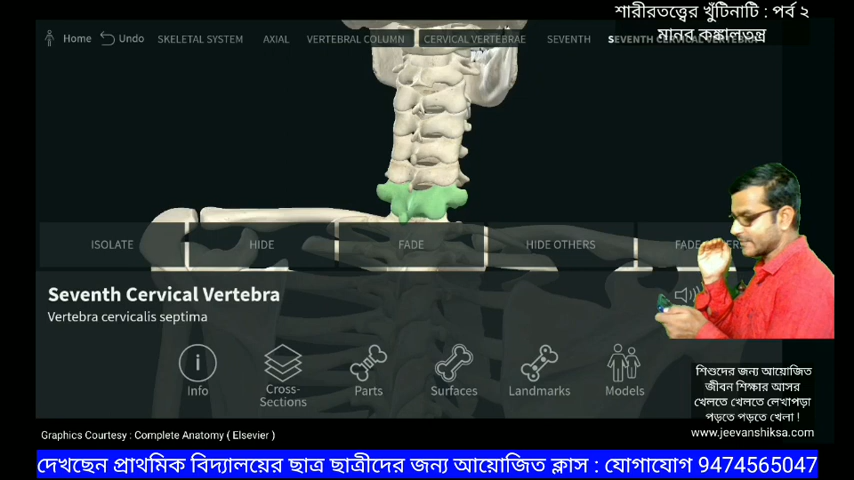 শারীরতত্ত্বের খুঁটিনাটি : পর্ব ২
মানব কঙ্কালতন্ত্র
Home Undo SKELETAL SYSTEM AXIAL VERTEBRAL COLUMN CERVICAL VERTEBRAE SEVENTH SEVENTH CERVICAL
ISOLATE HIDE FADE HIDE OTHERS FADE
Seventh Cervical Vertebra
Vertebra cervicalis septima
Info Cross-Sections Parts Surfaces Landmarks Models
শিশুদের জন্য আয়োজিত
জীবন শিক্ষার আসর
খেলতে খেলতে লেখাপড়া
পড়তে পড়তে খেলা !
www.jeevanshiksa.com
Graphics Courtesy : Complete Anatomy ( Elsevier )
দেখছেন প্রাথমিক বিদ্যালয়ের ছাত্র ছাত্রীদের জন্য আয়োজিত ক্লাস : যোগাযোগ 9474565047